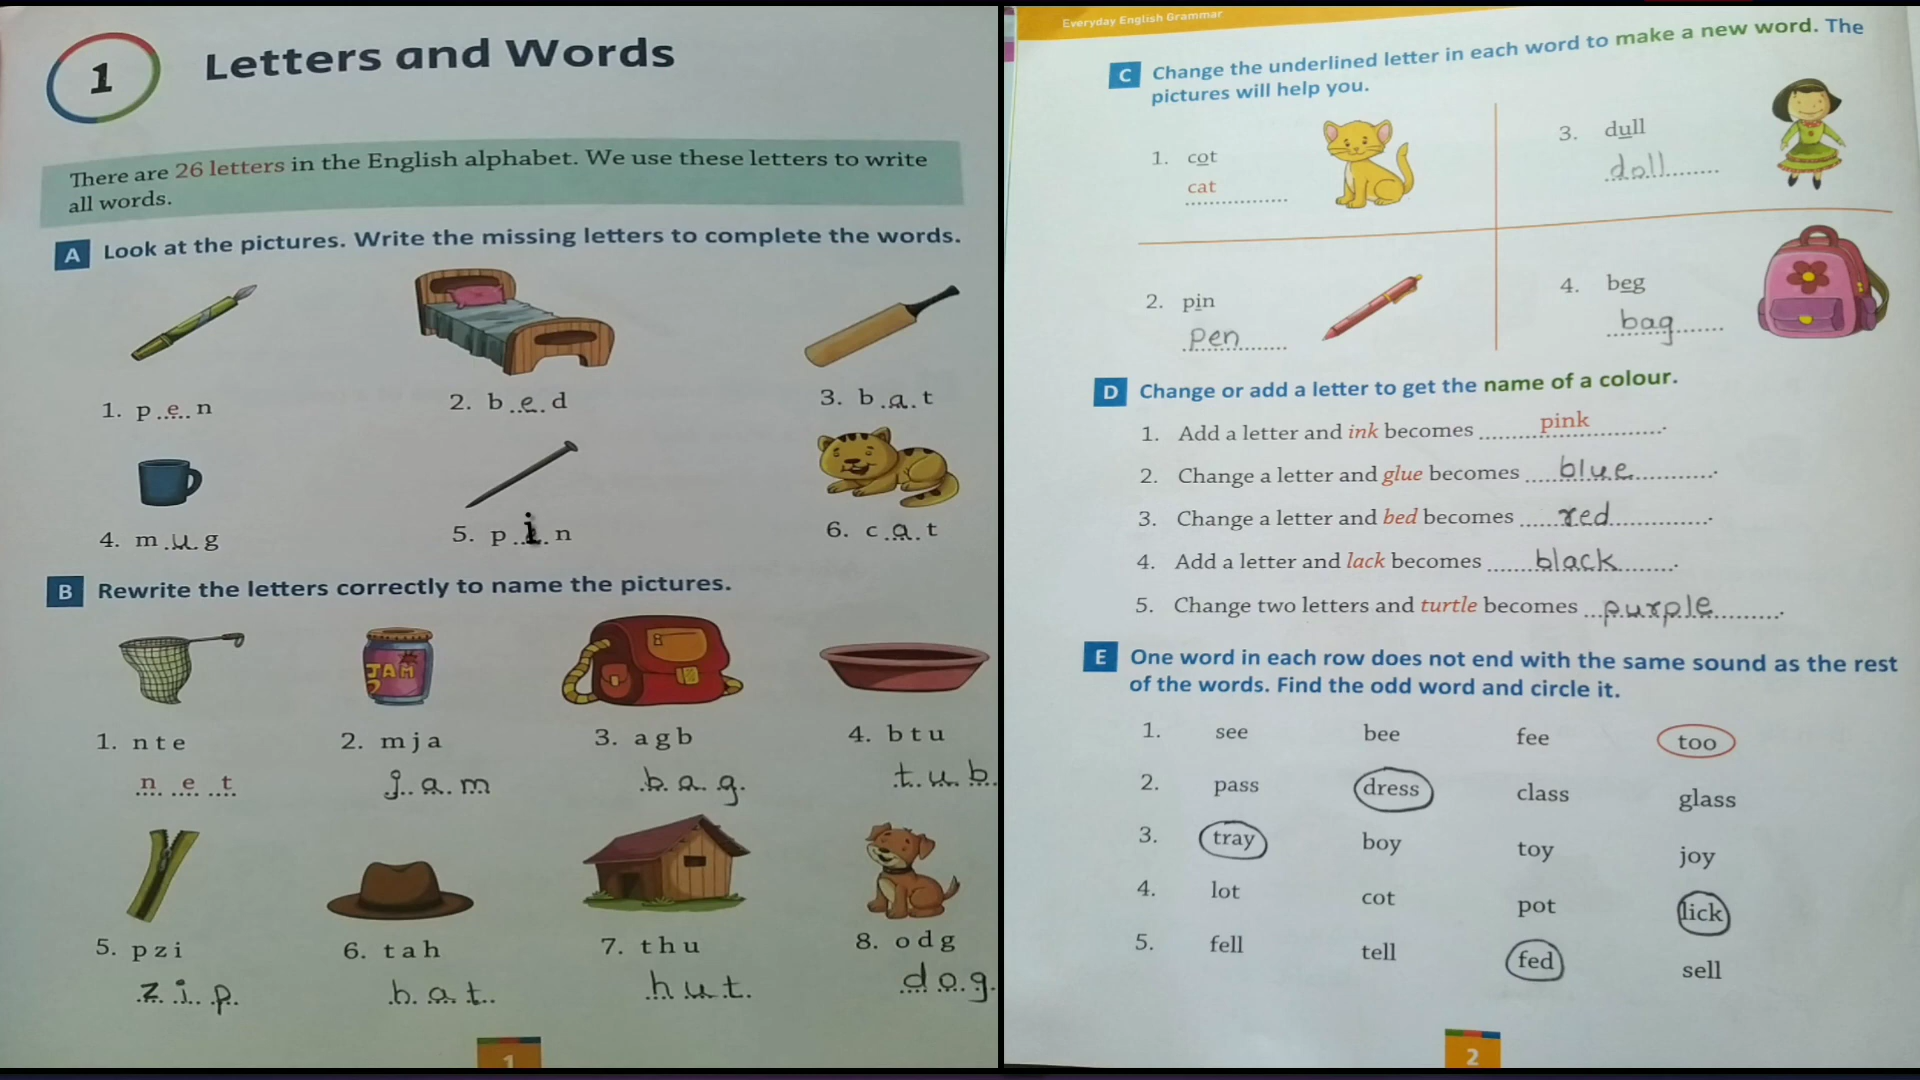 1
Letters and Words
There are 26 letters in the English alphabet. We use these letters to write
all words.
A Look at the pictures. Write the missing letters to complete the words.
1. p..e..n
2. b..e..d
3. b.a.t
4. m.u.g
5. p..i..n
6. c.a.t
B Rewrite the letters correctly to name the pictures.
JAM
1. n t e
2. m j a
3. a g b
4. b t u
n e t
j a m
b a g
t u b
5. p z i
6. t a h
7. t h u
8. o d g
z i p
h a t
h u t
d o g
1
Everyday English Grammar
C Change the underlined letter in each word to make a new word. The
pictures will help you.
1. cot
cat
3. dull
doll
2. pin
pen
4. beg
bag
D Change or add a letter to get the name of a colour.
1. Add a letter and ink becomes pink.
2. Change a letter and glue becomes blue.
3. Change a letter and bed becomes red.
4. Add a letter and lack becomes black.
5. Change two letters and turtle becomes purple.
E One word in each row does not end with the same sound as the rest
of the words. Find the odd word and circle it.
1. see bee fee too
2. pass dress class glass
3. tray boy toy joy
4. lot cot pot lick
5. fell tell fed sell
2